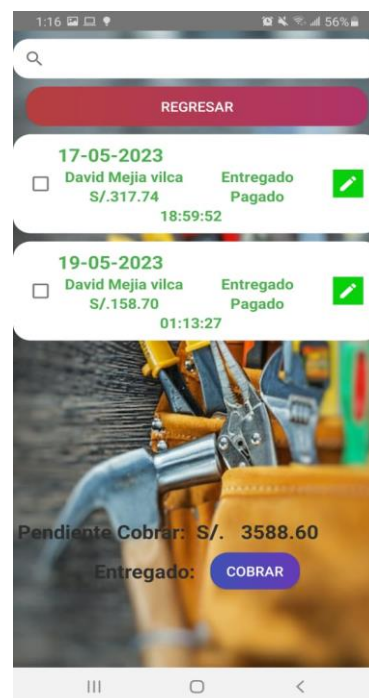 1:16 56%
REGRESAR
17-05-2023
David Mejia vilca Entregado
S/.317.74 Pagado
18:59:52
19-05-2023
David Mejia vilca Entregado
S/.158.70 Pagado
01:13:27
Pendiente Cobrar: S/. 3588.60
Entregado: COBRAR